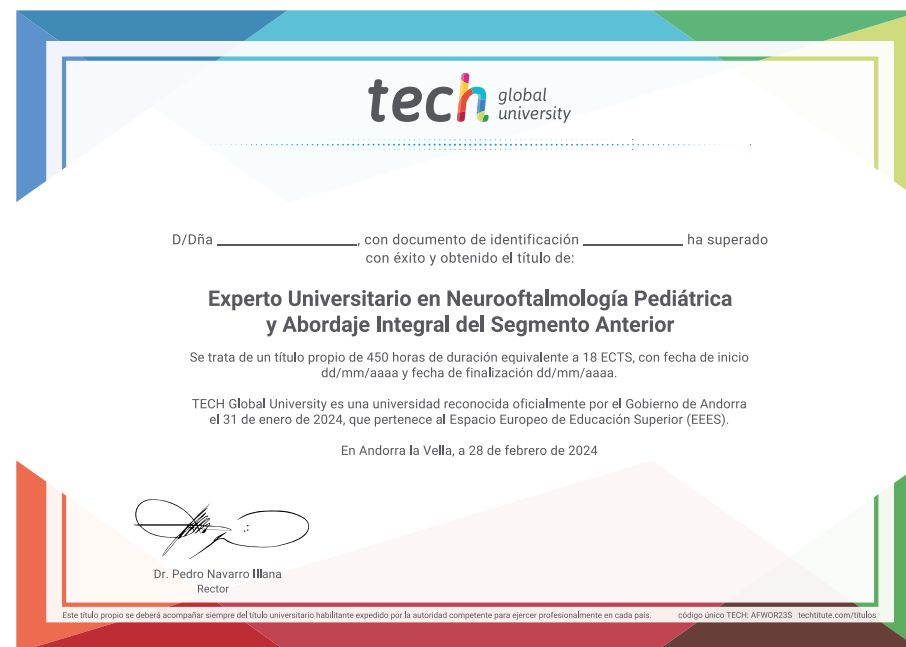 tech global
university
D/Dña ____________________, con documento de identificación ______________ ha superado
con éxito y obtenido el título de:
Experto Universitario en Neurooftalmología Pediátrica
y Abordaje Integral del Segmento Anterior
Se trata de un título propio de 450 horas de duración equivalente a 18 ECTS, con fecha de inicio
dd/mm/aaaa y fecha de finalización dd/mm/aaaa.
TECH Global University es una universidad reconocida oficialmente por el Gobierno de Andorra
el 31 de enero de 2024, que pertenece al Espacio Europeo de Educación Superior (EEES).
En Andorra la Vella, a 28 de febrero de 2024
Dr. Pedro Navarro Illana
Rector
Este título propio se deberá acompañar siempre del título universitario habilitante expedido por la autoridad competente para ejercer profesionalmente en cada país. código único TECH: AFWOR23S techtitute.com/titulos